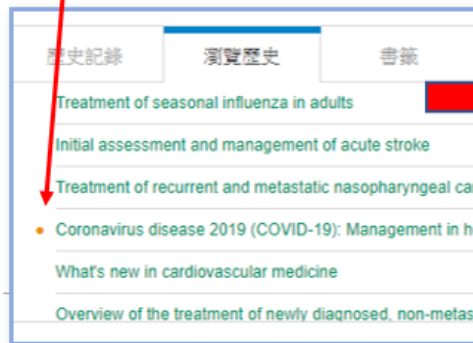 歷史記錄 瀏覽歷史 書籤
Treatment of seasonal influenza in adults
Initial assessment and management of acute stroke
Treatment of recurrent and metastatic nasopharyngeal ca
Coronavirus disease 2019 (COVID-19): Management in h
What's new in cardiovascular medicine
Overview of the treatment of newly diagnosed, non-metas